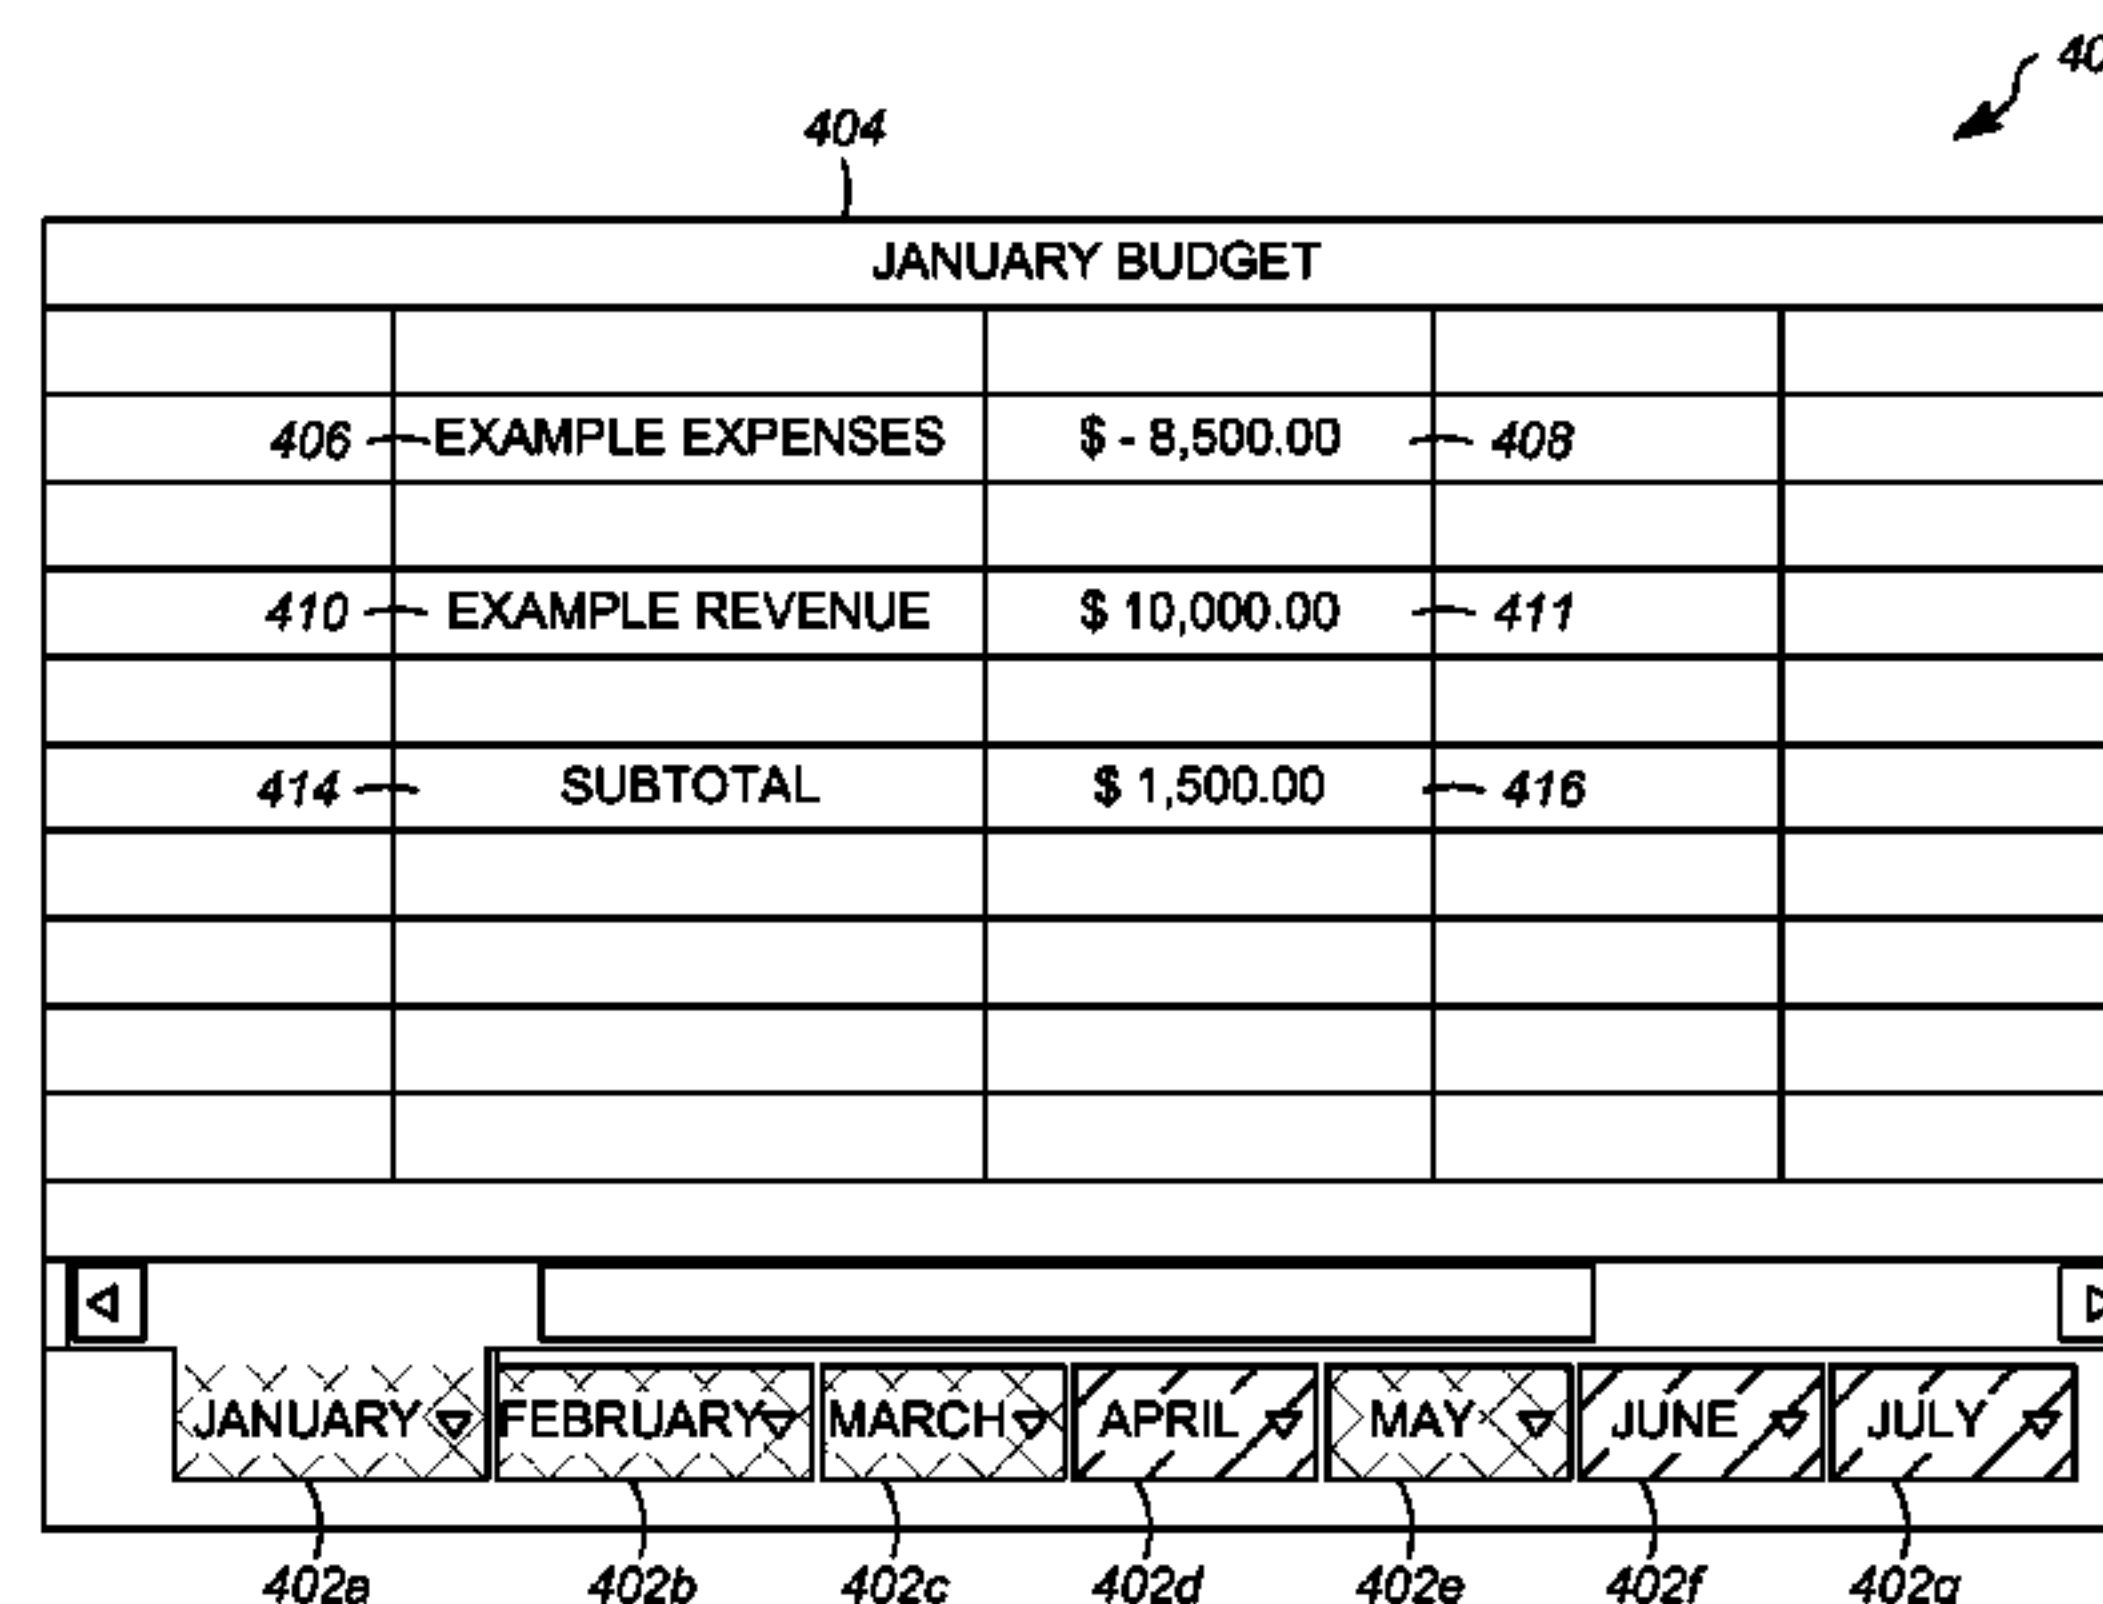 404
JANUARY BUDGET
406 EXAMPLE EXPENSES $ - 8,500.00 408
410 EXAMPLE REVENUE $ 10,000.00 411
414 SUBTOTAL $ 1,500.00 416
JANUARY FEBRUARY MARCH APRIL MAY JUNE JULY
402a 402b 402c 402d 402e 402f 402g